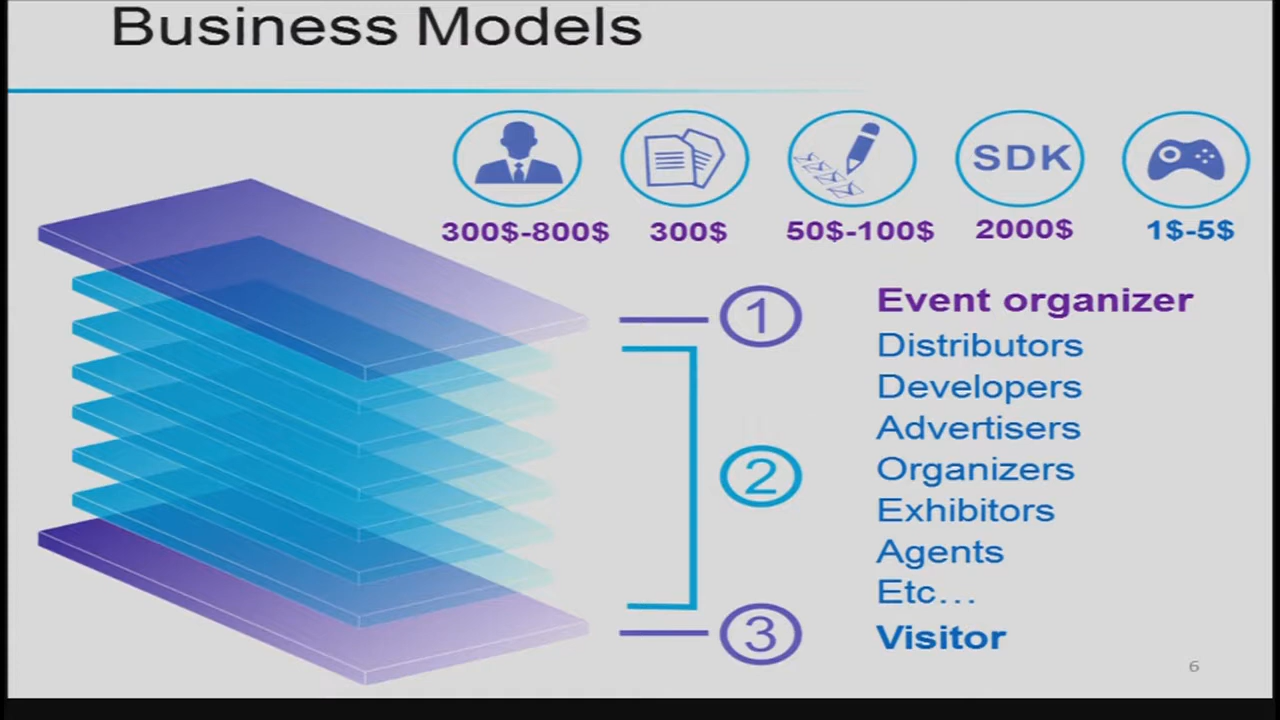 Business Models
SDK
300$-800$ 300$ 50$-100$ 2000$ 1$-5$
1 Event organizer
Distributors
Developers
Advertisers
2 Organizers
Exhibitors
Agents
Etc…
3 Visitor
6